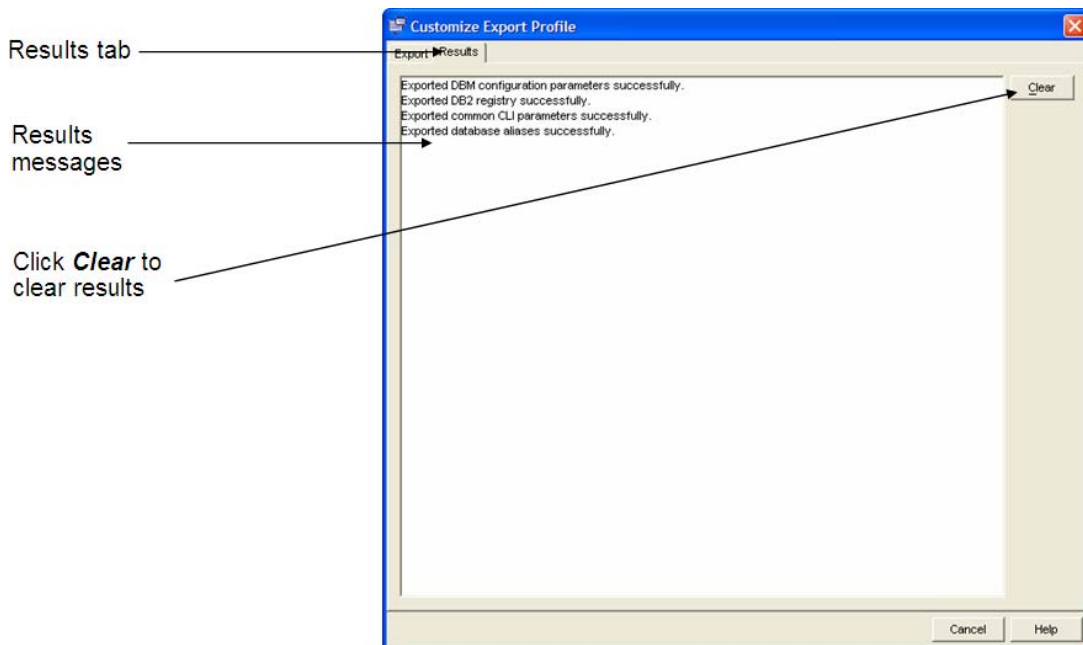 Customize Export Profile
Results tab
Export Results
Exported DBM configuration parameters successfully.
Exported DB2 registry successfully.
Exported common CLI parameters successfully.
Exported database aliases successfully.
Clear
Results
messages
Click Clear to
clear results
Cancel Help